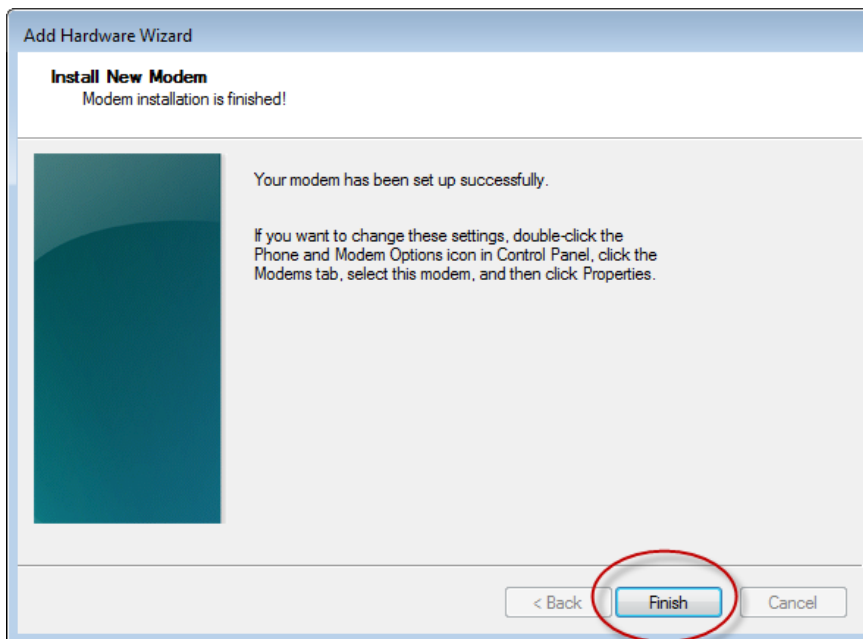 Add Hardware Wizard
Install New Modem
Modem installation is finished!
Your modem has been set up successfully.
If you want to change these settings, double-click the
Phone and Modem Options icon in Control Panel, click the
Modems tab, select this modem, and then click Properties.
< Back Finish Cancel